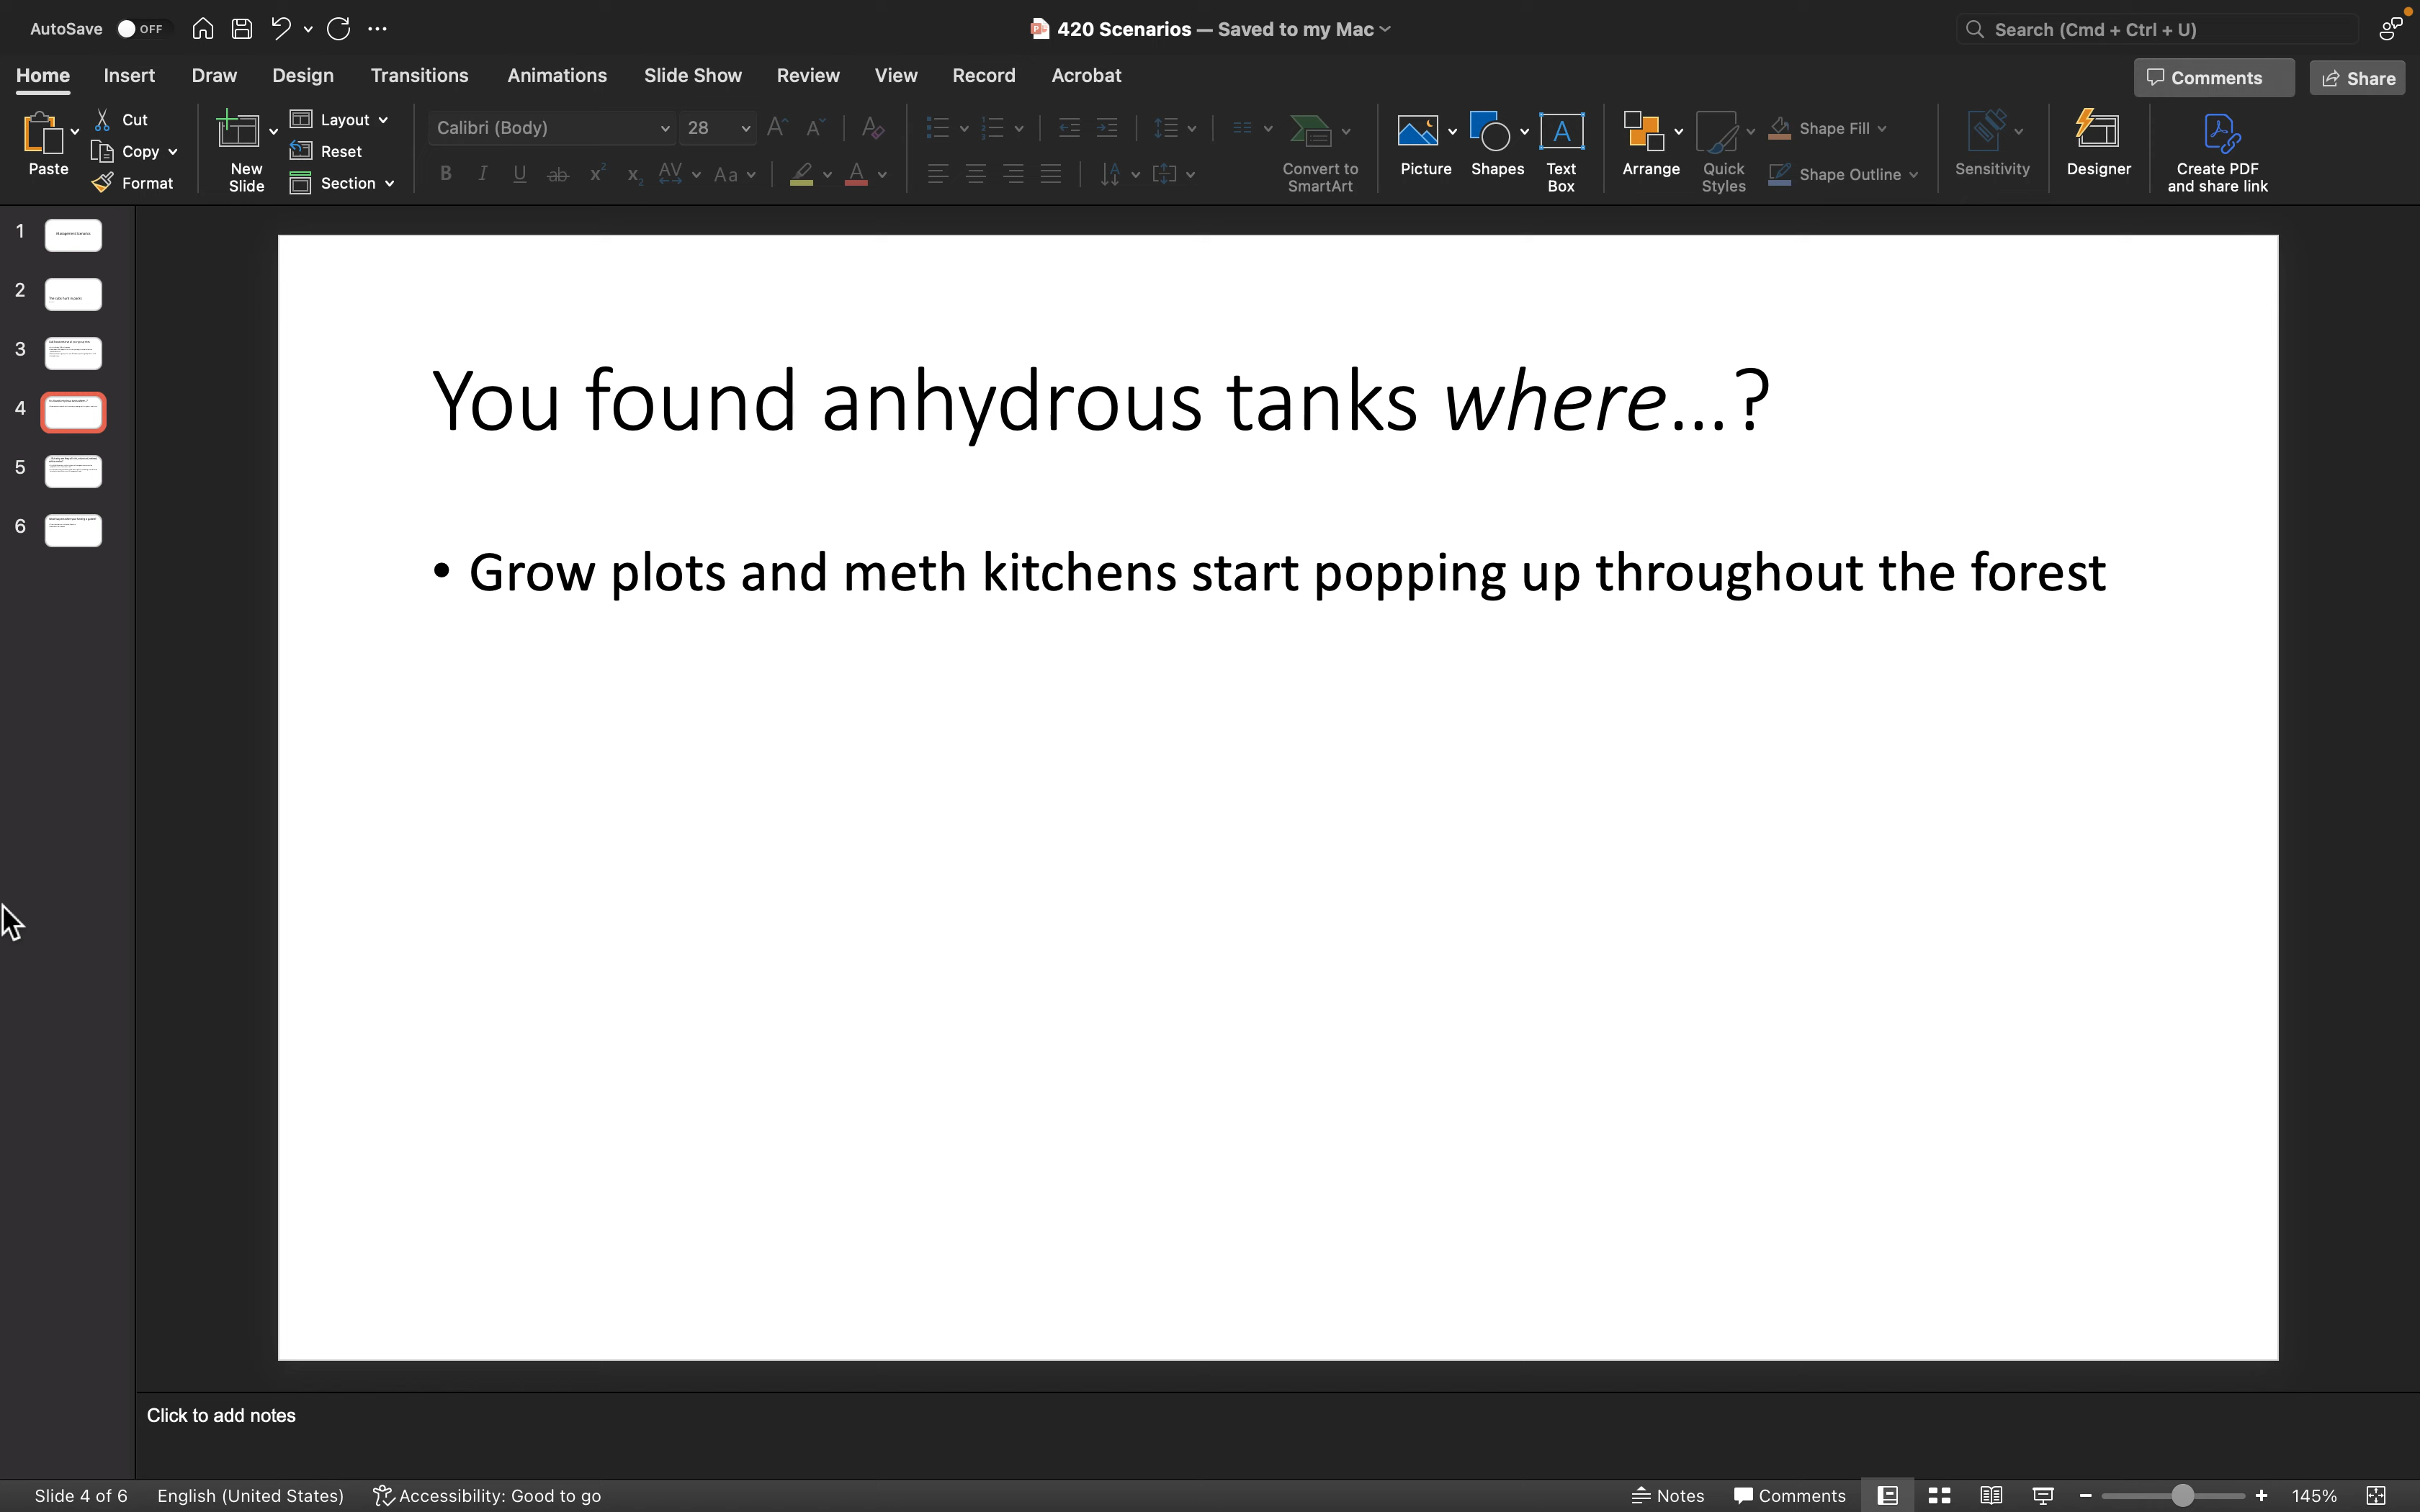 AutoSave OFF
420 Scenarios — Saved to my Mac
Search (Cmd + Ctrl + U)
Home Insert Draw Design Transitions Animations Slide Show Review View Record Acrobat
Comments Share
Paste
Cut
Copy
Format
New
Slide
Layout
Reset
Section
Calibri (Body) 28
Convert to
SmartArt
Picture
Shapes
Text
Box
Arrange
Quick
Styles
Shape Fill
Shape Outline
Sensitivity
Designer
Create PDF
and share link
1
2
3
4
5
6
You found anhydrous tanks where...?
• Grow plots and meth kitchens start popping up throughout the forest
Click to add notes
Slide 4 of 6 English (United States) Accessibility: Good to go
Notes Comments 145%